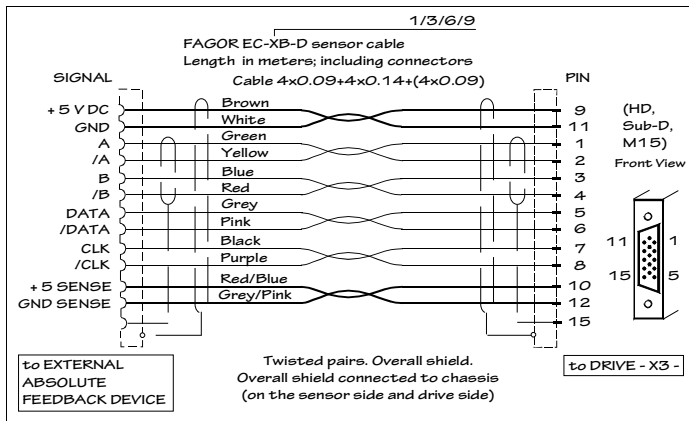 1/3/6/9
FAGOR EC-XB-D sensor cable
Length in meters; including connectors
Cable 4x0.09+4x0.14+(4x0.09)
SIGNAL
PIN
+5 V DC Brown 9
GND White 11
A Green 1
/A Yellow 2
B Blue 3
/B Red 4
DATA Grey 5
/DATA Pink 6
CLK Black 7
/CLK Purple 8
+5 SENSE Red/Blue 10
GND SENSE Grey/Pink 12
15
(HD,
Sub-D,
M15)
Front View
11 1
15 5
to EXTERNAL
ABSOLUTE
FEEDBACK DEVICE
Twisted pairs. Overall shield.
Overall shield connected to chassis
(on the sensor side and drive side)
to DRIVE - X3 -